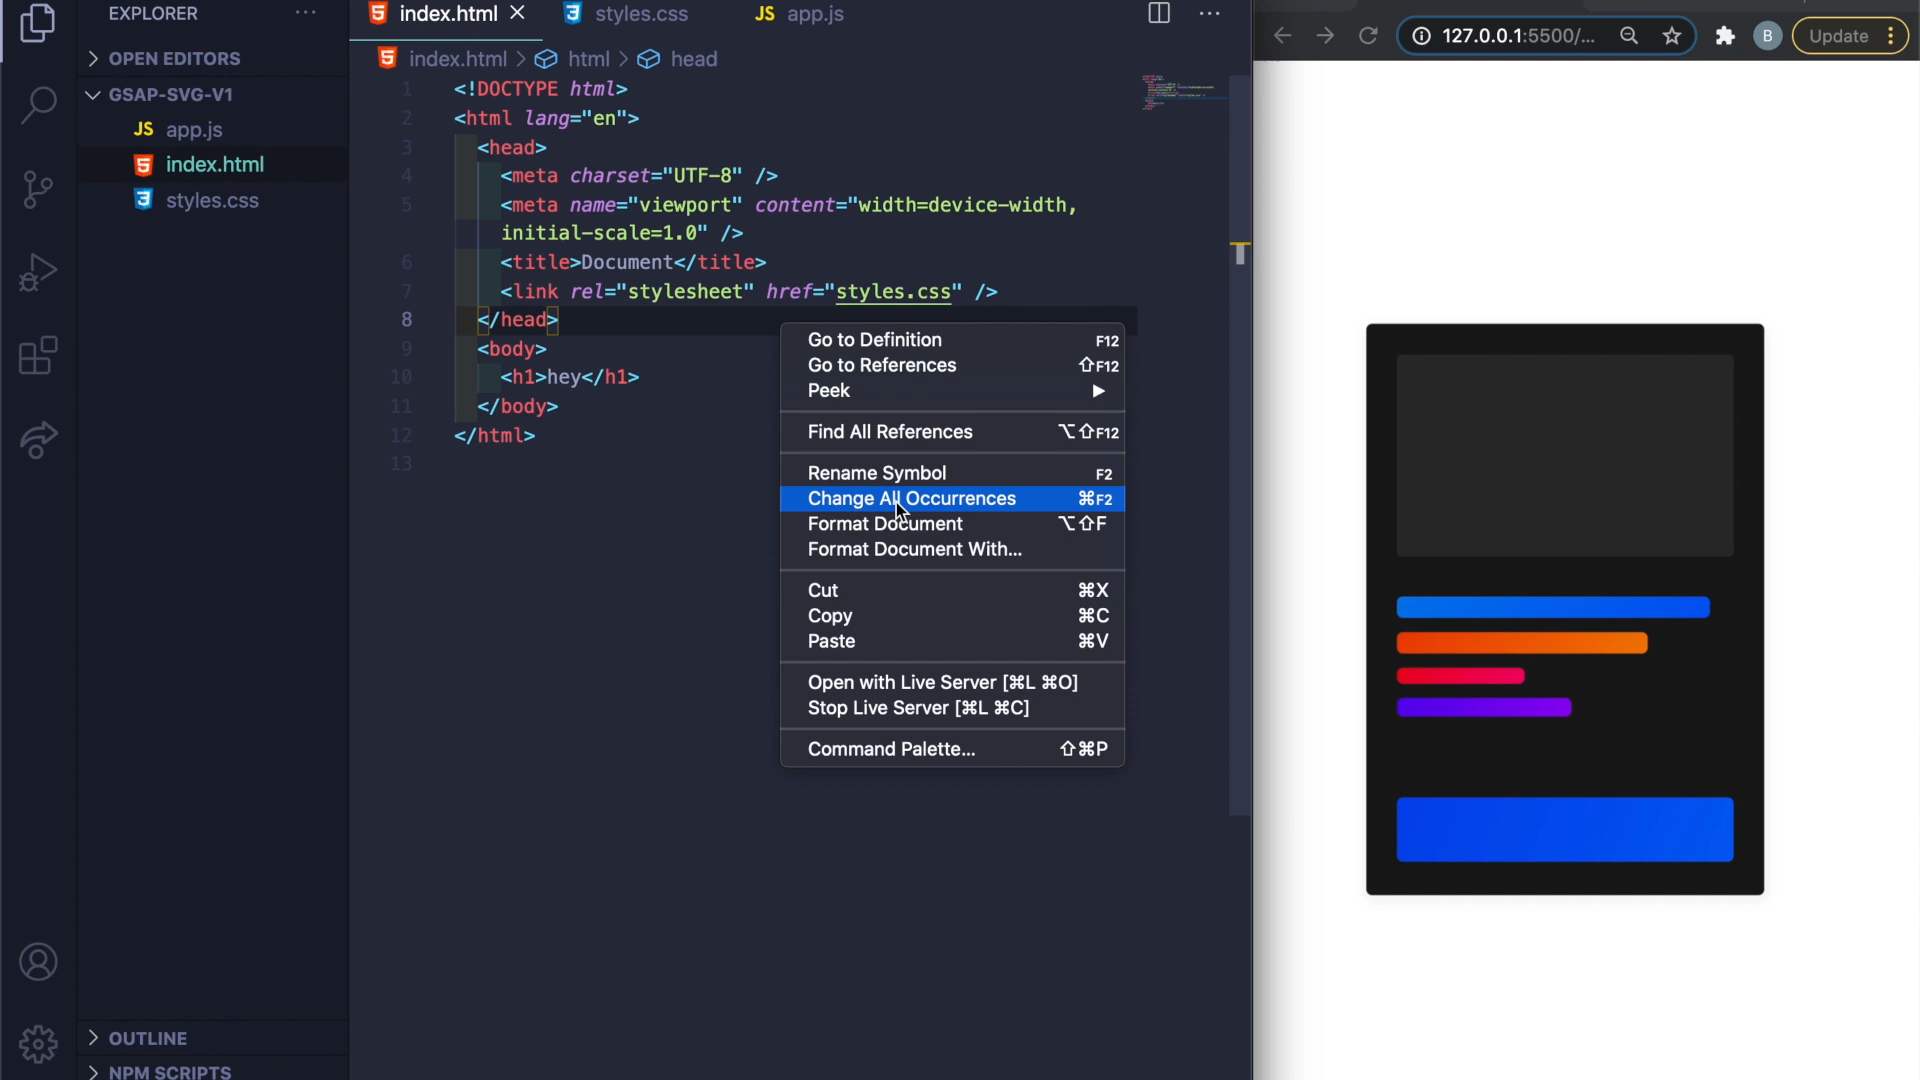 EXPLORER
OPEN EDITORS
GSAP-SVG-V1
JS app.js
index.html
styles.css
OUTLINE
NPM SCRIPTS
index.html
styles.css
JS app.js
index.html > html > head
1 <!DOCTYPE html>
2 <html lang="en">
3 <head>
4 <meta charset="UTF-8" />
5 <meta name="viewport" content="width=device-width,
initial-scale=1.0" />
6 <title>Document</title>
7 <link rel="stylesheet" href="styles.css" />
8 </head>
9 <body>
10 <h1>hey</h1>
11 </body>
12 </html>
13
Go to Definition F12
Go to References ⇧F12
Peek
Find All References ⌥⇧F12
Rename Symbol F2
Change All Occurrences ⌘F2
Format Document ⌥⇧F
Format Document With...
Cut ⌘X
Copy ⌘C
Paste ⌘V
Open with Live Server [⌘L ⌘O]
Stop Live Server [⌘L ⌘C]
Command Palette... ⇧⌘P
127.0.0.1:5500/...
B
Update